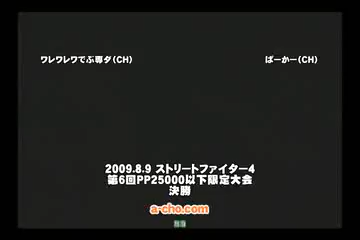 ワレワレワでぶ専タ(CH)
ばーかー(CH)
2009.8.9 ストリートファイター4
第6回PP25000以下限定大会
決勝
a-cho.com